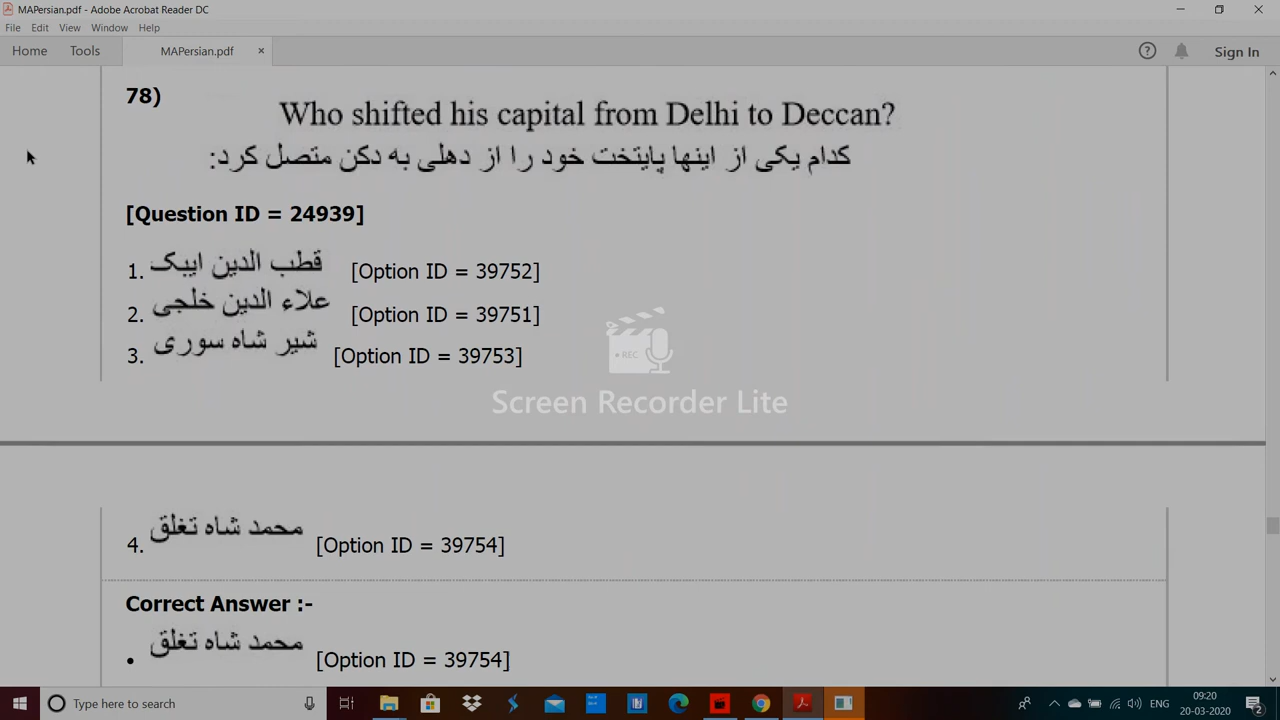 MAPersian.pdf - Adobe Acrobat Reader DC
File Edit View Window Help
Home Tools MAPersian.pdf × Sign In
78)
Who shifted his capital from Delhi to Deccan?
کدام یکی از اینها پایتخت خود را از دهلی به دکن متصل کرد:
[Question ID = 24939]
1. قطب الدین ایبک [Option ID = 39752]
2. علاء الدین خلجی [Option ID = 39751]
3. شیر شاه سوری [Option ID = 39753]
REC
Screen Recorder Lite
4. محمد شاه تغلق [Option ID = 39754]
Correct Answer :-
• محمد شاه تغلق [Option ID = 39754]
Type here to search
ENG
09:20
20-03-2020
2